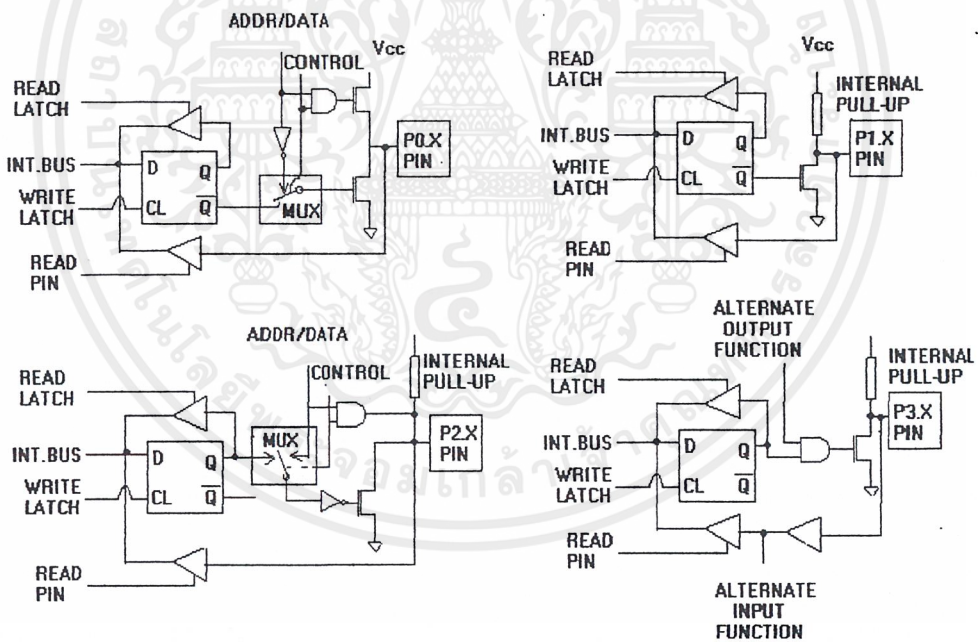 ADDR/DATA
CONTROL
Vcc
READ
LATCH
INT.BUS
D
Q
WRITE
LATCH
CL
Q
MUX
P0.X
PIN
READ
PIN
Vcc
READ
LATCH
INTERNAL
PULL-UP
INT.BUS
D
Q
P1.X
PIN
WRITE
LATCH
CL
Q
READ
PIN
ADDR/DATA
CONTROL
INTERNAL
PULL-UP
READ
LATCH
MUX
P2.X
PIN
INT.BUS
D
Q
WRITE
LATCH
CL
Q
READ
PIN
ALTERNATE
OUTPUT
FUNCTION
READ
LATCH
INTERNAL
PULL-UP
P3.X
PIN
INT.BUS
D
Q
WRITE
LATCH
CL
Q
READ
PIN
ALTERNATE
INPUT
FUNCTION